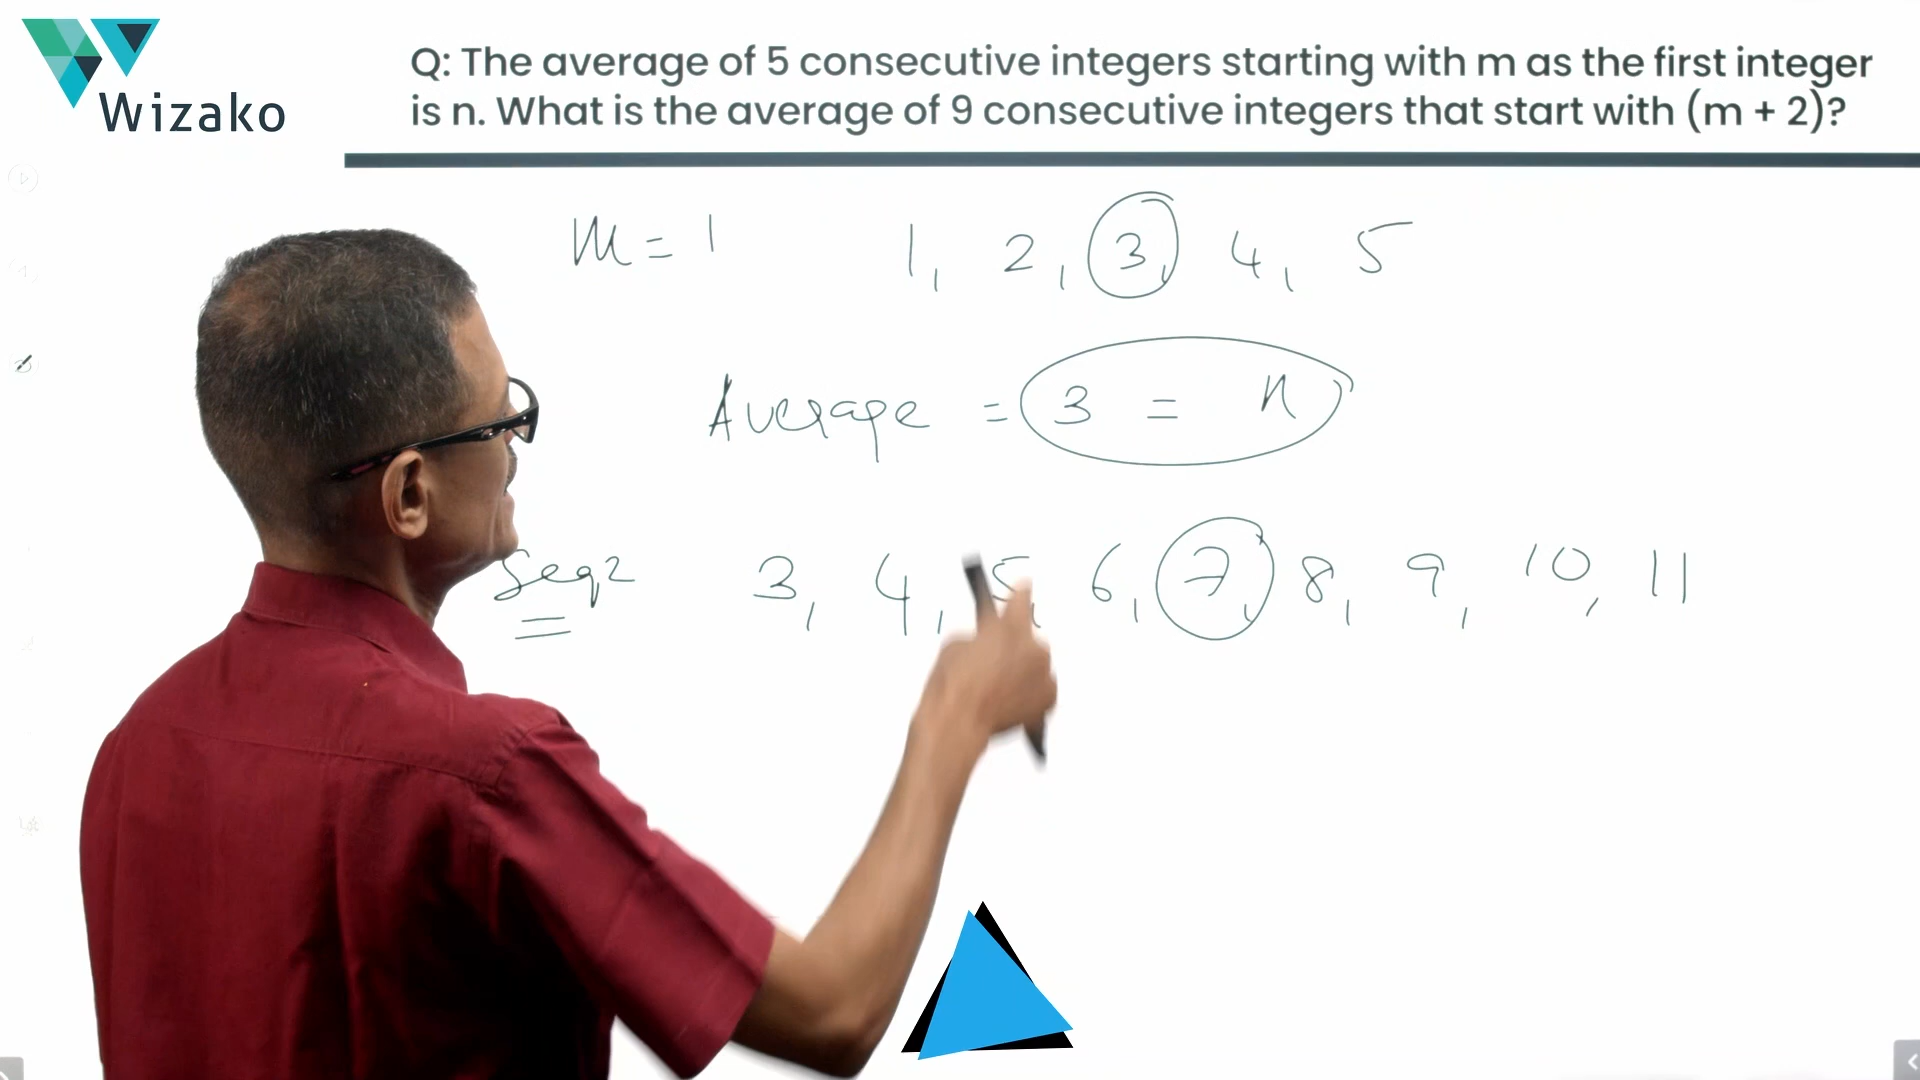 Wizako
Q: The average of 5 consecutive integers starting with m as the first integer
is n. What is the average of 9 consecutive integers that start with (m + 2)?
m = 1 1, 2, 3, 4, 5
Average = 3 = n
Seq 2 3, 4, 5, 6, 7, 8, 9, 10, 11